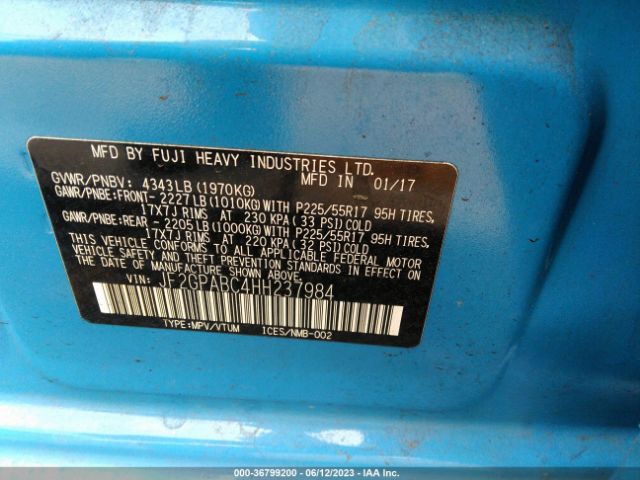 MFD BY FUJI HEAVY INDUSTRIES LTD.
GVWR/PNBV: 4343LB(1970KG) MFD IN 01/17
GAWR/PNBE:FRONT- 2227LB(1010KG)WITH P225/55R17 95H TIRES,
17X7J RIMS AT 230 KPA(33 PSI)COLD
GAWR/PNBE:REAR -2205LB(1000KG)WITH P225/55R17 95H TIRES,
17X7J RIMS AT 220 KPA(32 PSI)COLD
THIS VEHICLE CONFORMS TO ALL APPLICABLE FEDERAL MOTOR
VEHICLE SAFETY AND THEFT PREVENTION STANDARDS IN
EFFECT ON THE DATE OF MANUFACTURE SHOWN ABOVE.
VIN: JF2GPABC4HH237984
TYPE:MPV/VTUM 1CES/NMB-002
000-36799200 - 06/12/2023 - IAA Inc.